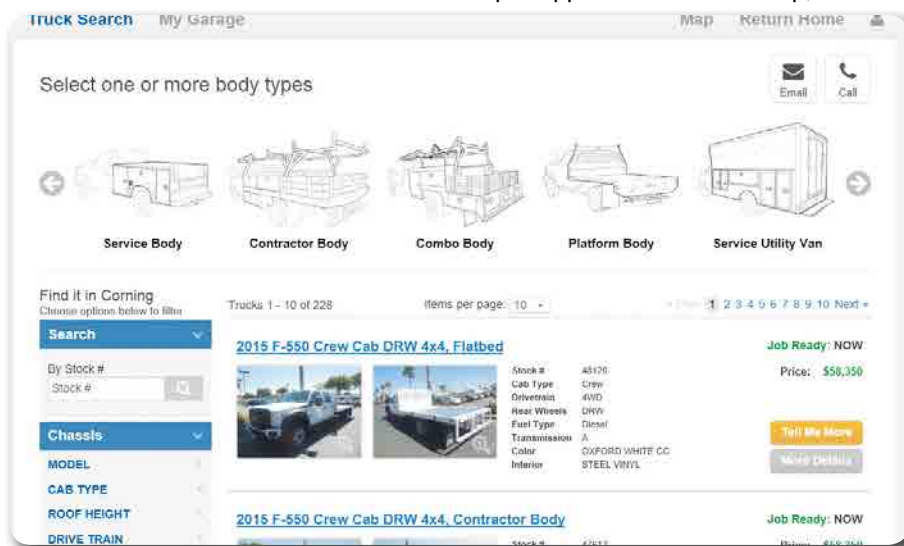 Truck Search My Garage Map Return Home
Select one or more body types
Email Call
Service Body Contractor Body Combo Body Platform Body Service Utility Van
Find it in Corning
Choose options below to filter
Trucks 1 - 10 of 228 Items per page: 10 1 2 3 4 5 6 7 8 9 10 Next »
Search
By Stock #
Stock #
2015 F-550 Crew Cab DRW 4x4, Flatbed Job Ready: NOW
Stock #
Cab Type Crew
Drivetrain 4WD
Rear Wheels DRW
Fuel Type Diesel
Transmission A
Color OXFORD WHITE CC
Interior STEEL VINYL
Price: $58,350
Tell Me More
More Details
Chassis
MODEL
CAB TYPE
ROOF HEIGHT
DRIVE TRAIN
2015 F-550 Crew Cab DRW 4x4, Contractor Body Job Ready: NOW
Stock #
Price: $58,350